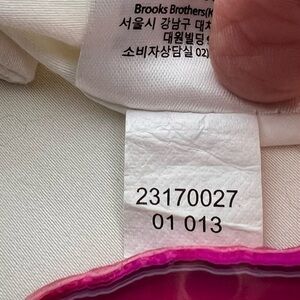 Brooks Brothers(K
서울시 강남구 대치
대원빌딩
소비자상담실 02)
23170027
01 013